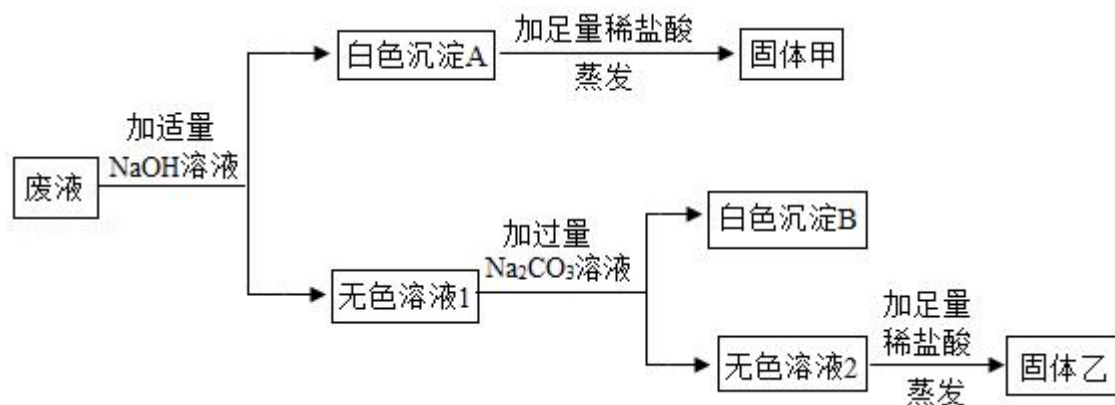 废液
加适量
NaOH溶液
白色沉淀A
加足量稀盐酸
蒸发
固体甲
无色溶液1
加过量
Na₂CO₃溶液
白色沉淀B
无色溶液2
加足量
稀盐酸
蒸发
固体乙